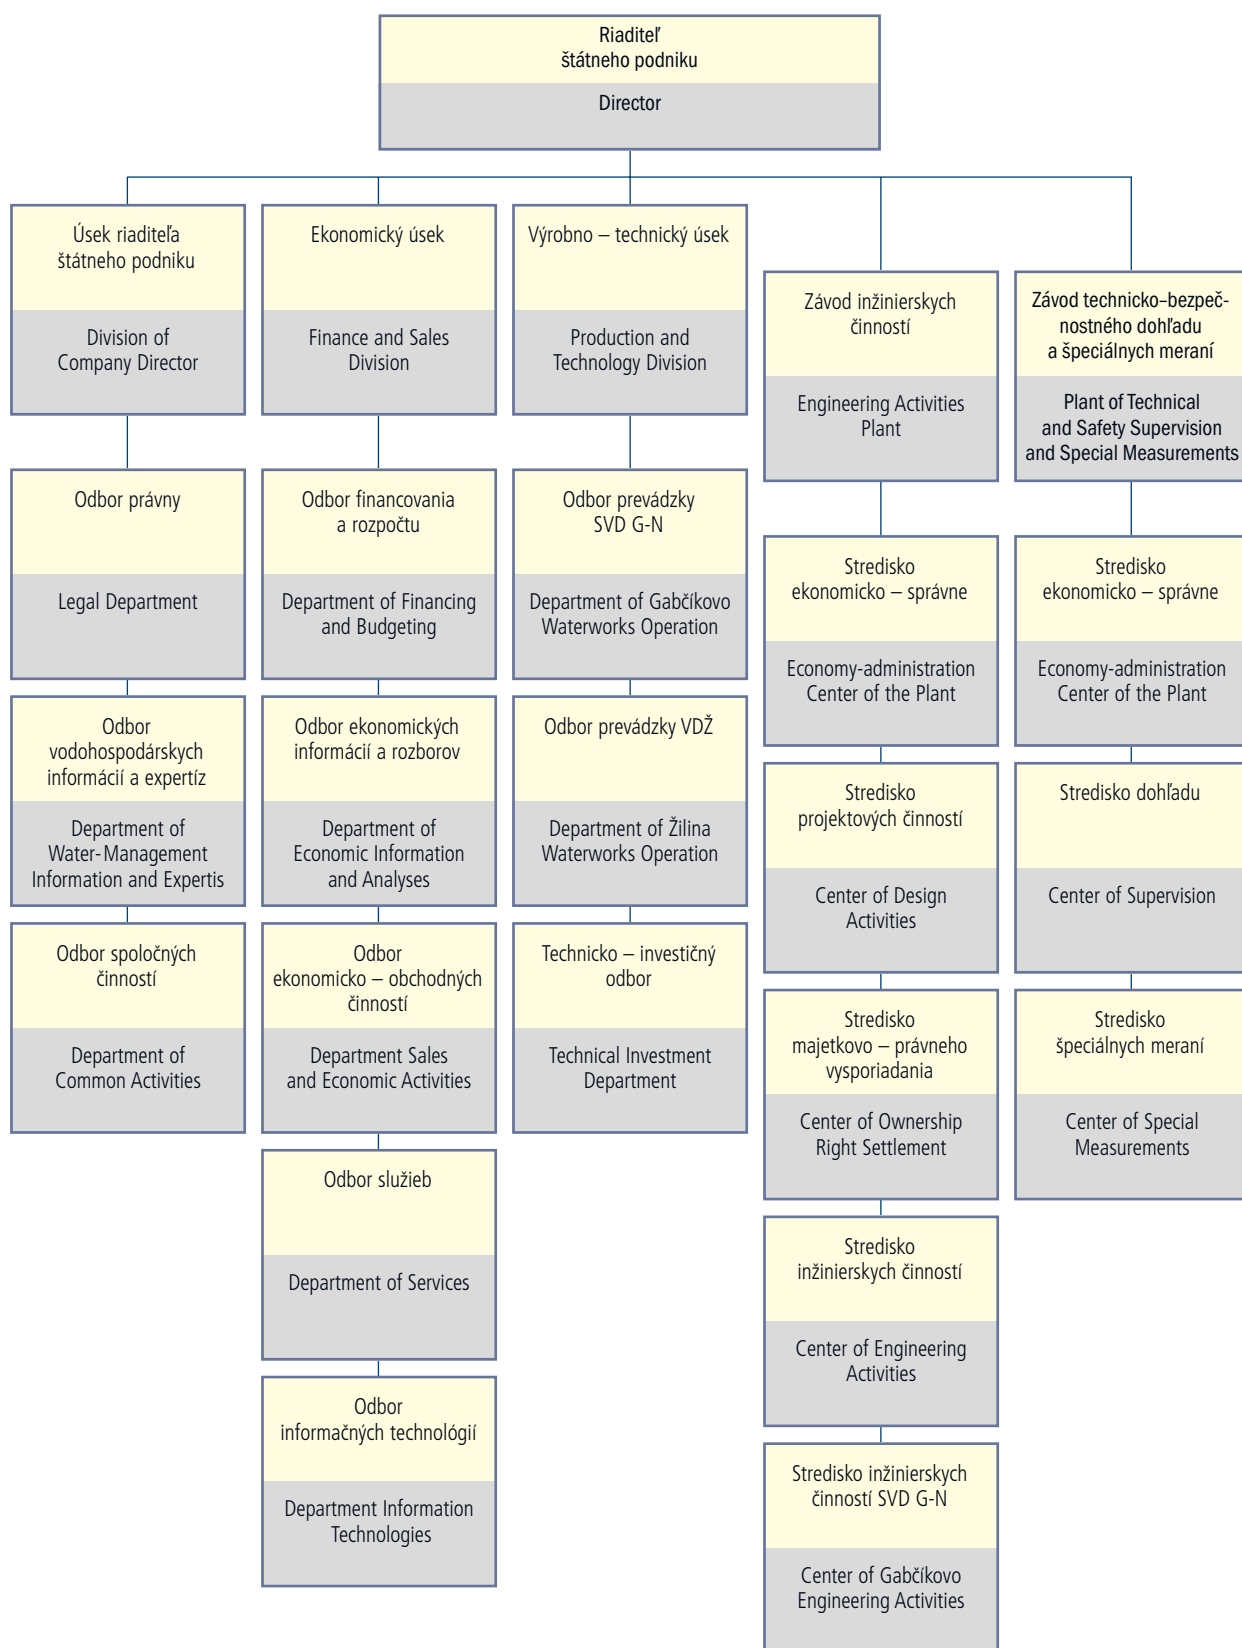 Riaditeľ
štátneho podniku
Director
Úsek riaditeľa
štátneho podniku
Division of
Company Director
Odbor právny
Legal Department
Odbor
vodohospodárskych
informácií a expertíz
Department of
Water-Management
Information and Expertis
Odbor spoločných
činností
Department of
Common Activities
Ekonomický úsek
Finance and Sales
Division
Odbor financovania
a rozpočtu
Department of Financing
and Budgeting
Odbor ekonomických
informácií a rozborov
Department of
Economic Information
and Analyses
Odbor
ekonomicko – obchodných
činností
Department Sales
and Economic Activities
Odbor služieb
Department of Services
Odbor
informačných technológií
Department Information
Technologies
Výrobno – technický úsek
Production and
Technology Division
Odbor prevádzky
SVD G-N
Department of Gabčíkovo
Waterworks Operation
Odbor prevádzky VDŽ
Department of Žilina
Waterworks Operation
Technicko – investičný
odbor
Technical Investment
Department
Závod inžinierskych
činností
Engineering Activities
Plant
Stredisko
ekonomicko – správne
Economy-administration
Center of the Plant
Stredisko
projektových činností
Center of Design
Activities
Stredisko
majetkovo – právneho
vysporiadania
Center of Ownership
Right Settlement
Stredisko
inžinierskych činností
Center of Engineering
Activities
Stredisko inžinierskych
činností SVD G-N
Center of Gabčíkovo
Engineering Activities
Závod technicko–bezpeč-
nostného dohľadu
a špeciálnych meraní
Plant of Technical
and Safety Supervision
and Special Measurements
Stredisko
ekonomicko – správne
Economy-administration
Center of the Plant
Stredisko dohľadu
Center of Supervision
Stredisko
špeciálnych meraní
Center of Special
Measurements